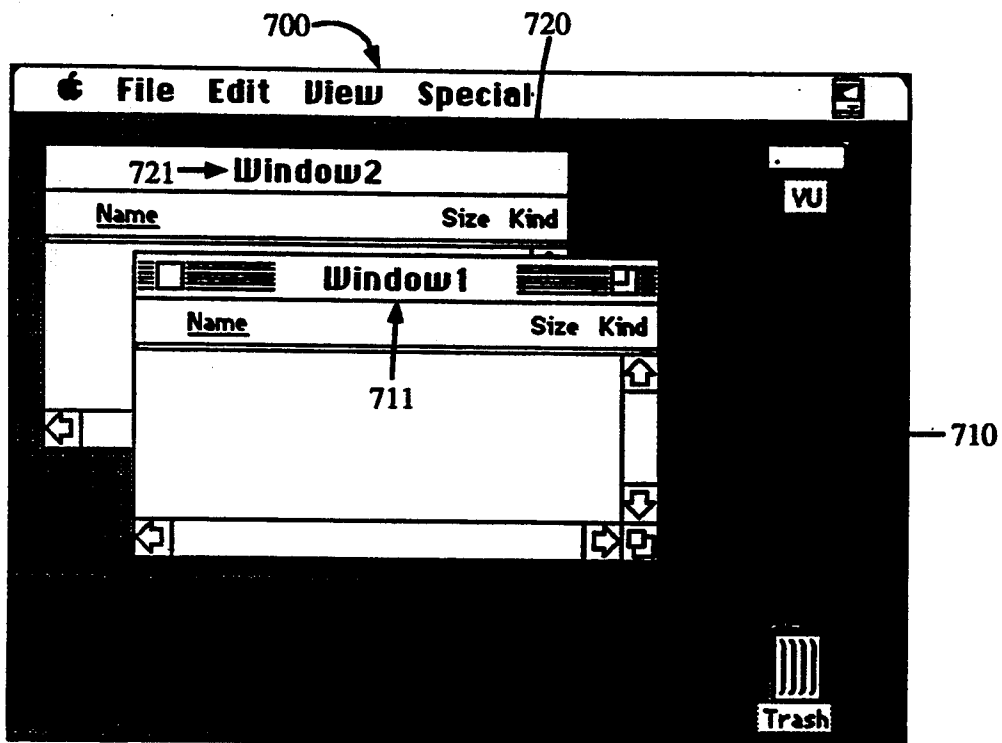 700 720
File Edit View Special
721 Window2
VU
Name Size Kind
Window1
Name Size Kind
711
710
Trash